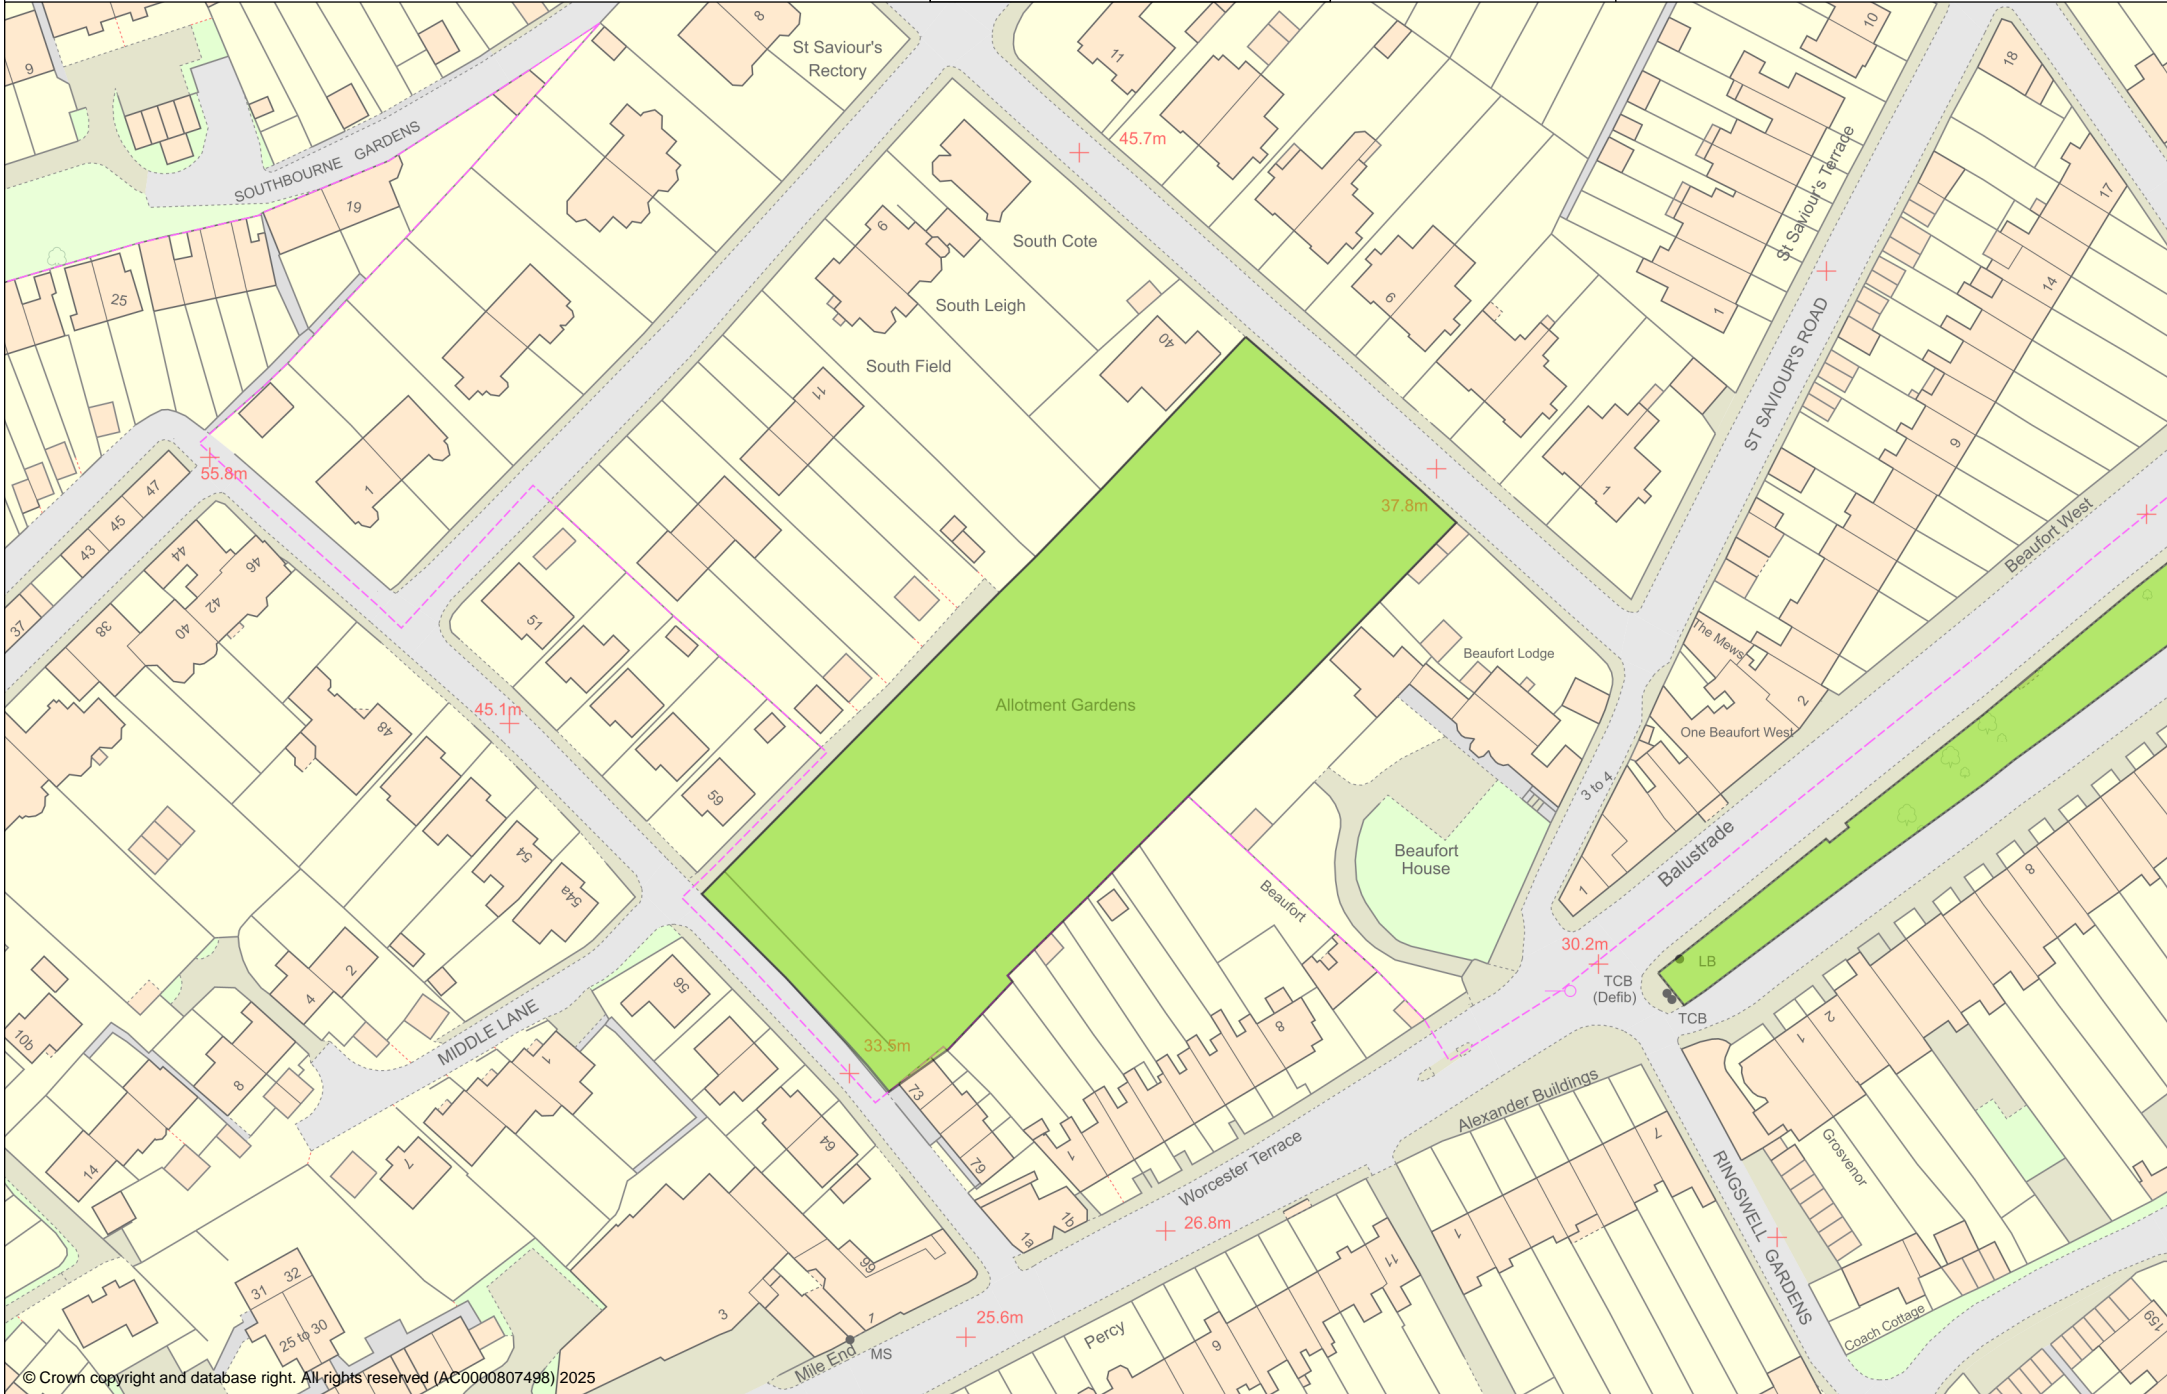 9
8
St Saviour's
Rectory
11
10
18
45.7m
SOUTHBOURNE GARDENS
19
25
6
South Cote
South Leigh
South Field
St Saviour's Terrace
17
14
9
1
ST SAVIOUR'S ROAD
6
40
11
55.8m
1
47
45
43
37
44
46
42
40
38
48
51
59
45.1m
37.8m
1
Allotment Gardens
Beaufort Lodge
Beaufort West
The Mews
2
One Beaufort West
3 to 4
1
Balustrade
Beaufort
House
Beaufort
30.2m
TCB
(Defib)
LB
TCB
54
54a
56
2
4
10b
8
14
MIDDLE LANE
1
7
64
33.5m
73
79
1a
1b
1
8
Worcester Terrace
26.8m
Alexander Buildings
7
1
11
8
2
1
Grosvenor
RINGSWELL GARDENS
Coach Cottage
159
31
32
25 to 30
3
99
1
Mile End
MS
25.6m
Percy
9
© Crown copyright and database right. All rights reserved (AC0000807498) 2025